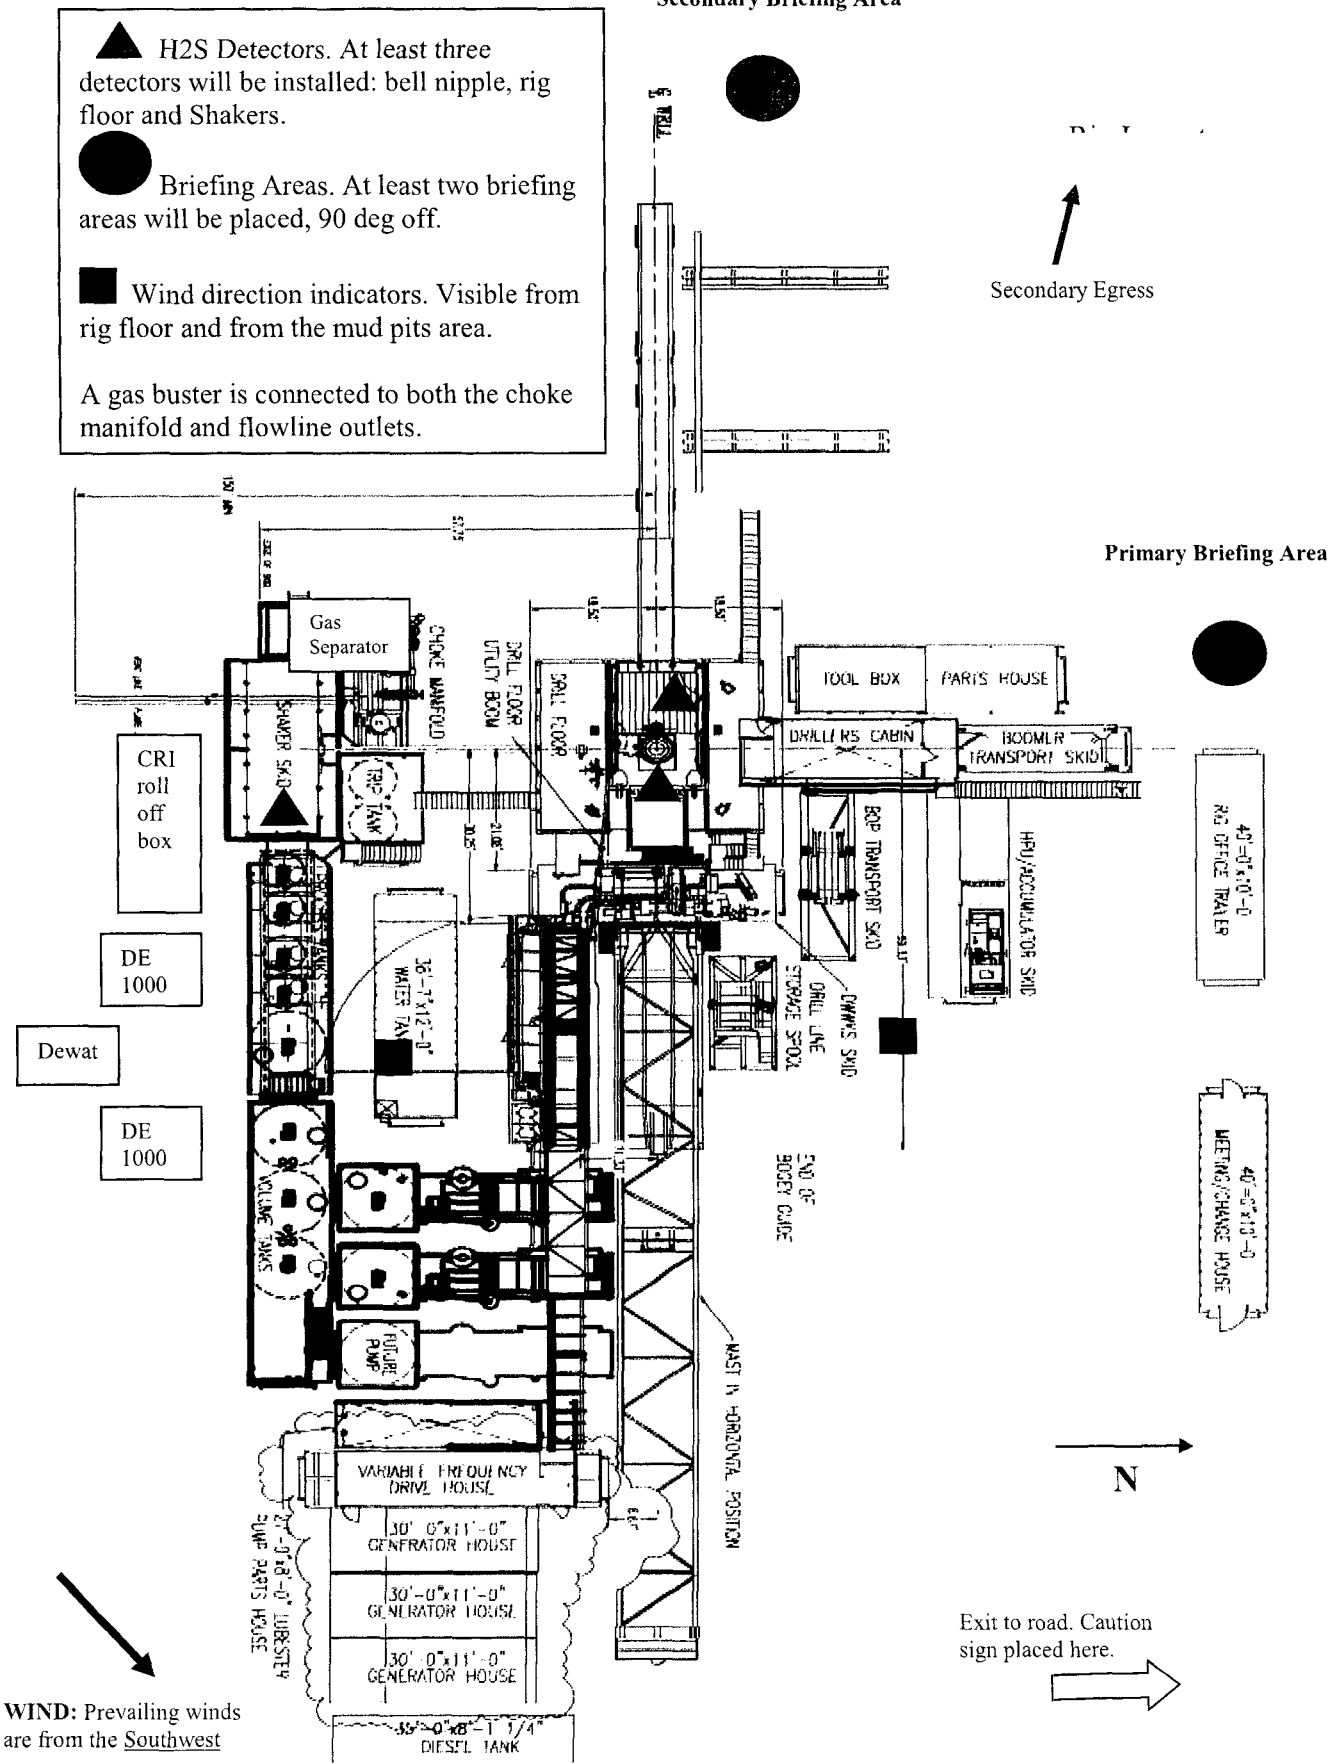 Secondary Briefing Area
H2S Detectors. At least three
detectors will be installed: bell nipple, rig
floor and Shakers.
Briefing Areas. At least two briefing
areas will be placed, 90 deg off.
Wind direction indicators. Visible from
rig floor and from the mud pits area.
A gas buster is connected to both the choke
manifold and flowline outlets.
Secondary Egress
Primary Briefing Area
Gas
Separator
CHOKE MANIFOLD
DRILL FLOOR
UTILITY BOOM
DRILL FLOOR
TOOL BOX
PARTS HOUSE
DRILLERS CABIN
BOOMER
TRANSPORT SKID
SHAKER SKID
TRIP
TANK
CRI
roll
off
box
BOP TRANSPORT SKID
HPU/ACCUMULATOR SKID
40'-0"x10'-0
RIG OFFICE TRAILER
DE
1000
36'-7"x12'-0"
WATER TANK
DRILL LINE
STORAGE SPOOL
Dewat
DE
1000
VOLUME TANKS
END OF
BOGEY GUIDE
40'-0"x10'-0
MEETING/CHANGE HOUSE
FUTURE
PUMP
MAST IN HORIZONTAL POSITION
VARIABLE FREQUENCY
DRIVE HOUSE
N
30'-0"x11'-0"
GENERATOR HOUSE
30'-0"x11'-0"
GENERATOR HOUSE
30'-0"x11'-0"
GENERATOR HOUSE
PUMP PARTS HOUSE
DIESEL TANK
Exit to road. Caution
sign placed here.
WIND: Prevailing winds
are from the Southwest